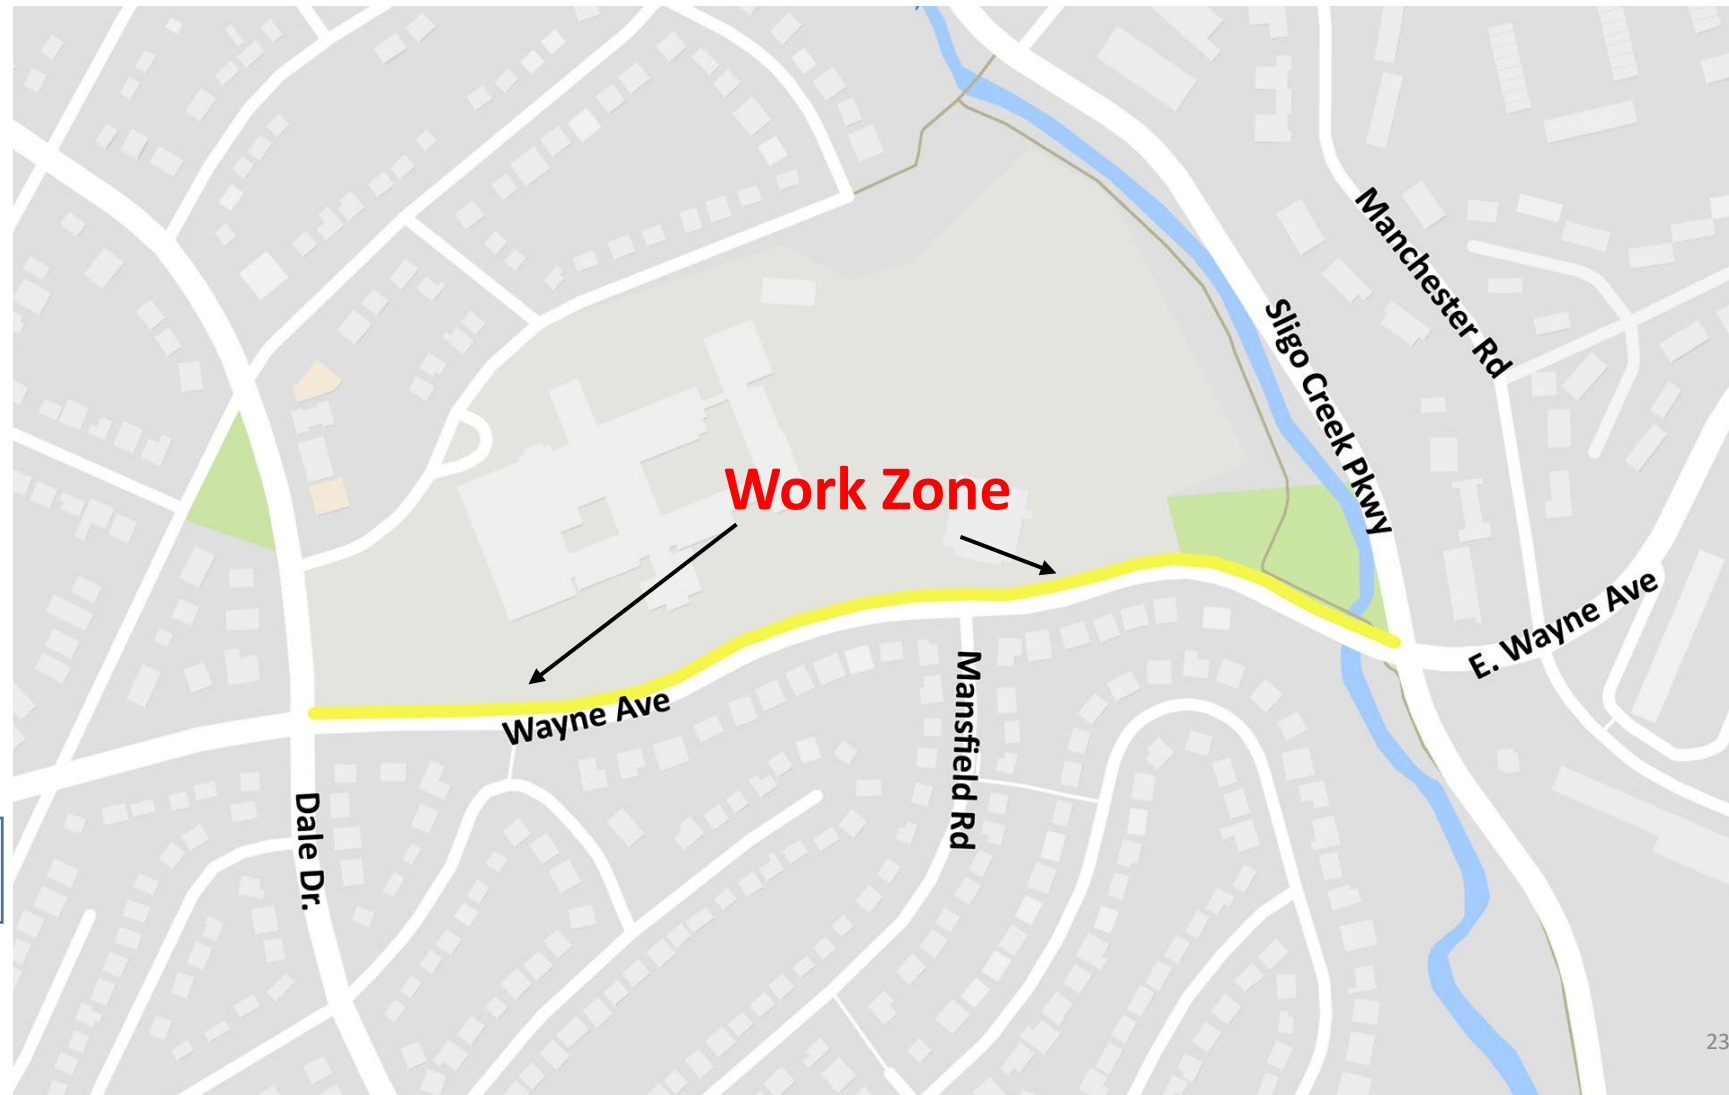 Manchester Rd
Sligo Creek Pkwy
Work Zone
E. Wayne Ave
Wayne Ave
Mansfield Rd
Dale Dr.
23